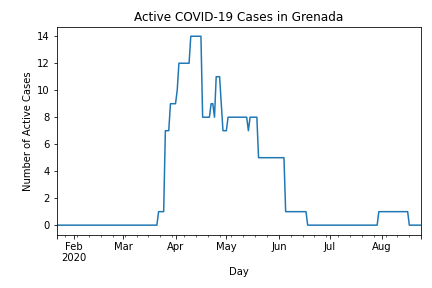 Active COVID-19 Cases in Grenada
Number of Active Cases
14
12
10
8
6
4
2
0
Feb Mar Apr May Jun Jul Aug
2020
Day